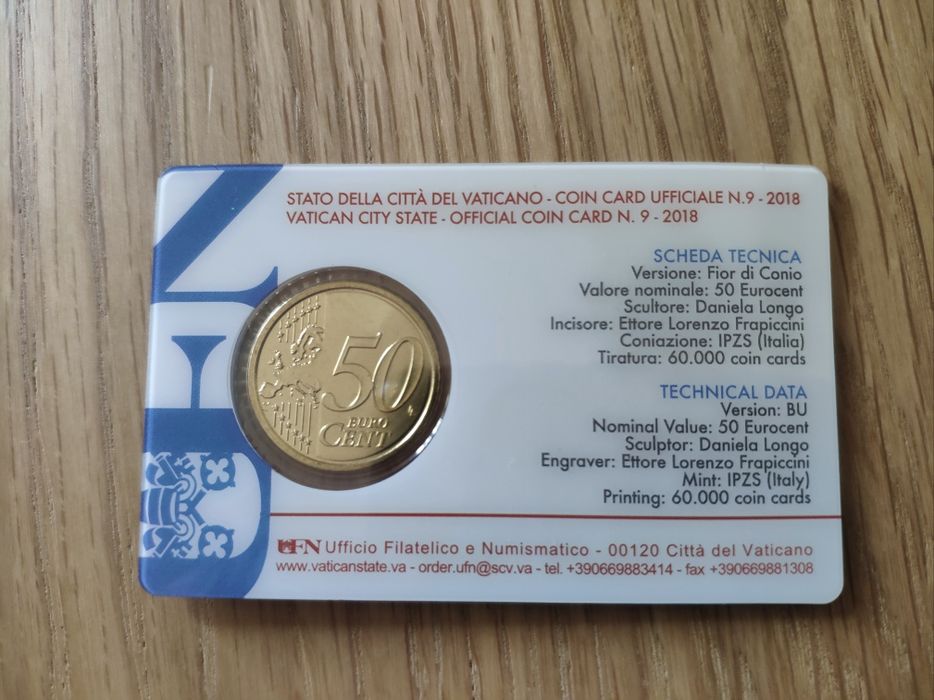 STATO DELLA CITTÀ DEL VATICANO - COIN CARD UFFICIALE N.9 - 2018
VATICAN CITY STATE - OFFICIAL COIN CARD N. 9 - 2018
SCHEDA TECNICA
Versione: Fior di Conio
Valore nominale: 50 Eurocent
Scultore: Daniela Longo
Incisore: Ettore Lorenzo Frapiccini
Coniazione: IPZS (Italia)
Tiratura: 60.000 coin cards
TECHNICAL DATA
Version: BU
Nominal Value: 50 Eurocent
Sculptor: Daniela Longo
Engraver: Ettore Lorenzo Frapiccini
Mint: IPZS (Italy)
Printing: 60.000 coin cards
50
EURO
CENT
UFN Ufficio Filatelico e Numismatico - 00120 Città del Vaticano
www.vaticanstate.va - order.ufn@scv.va - tel. +390669883414 - fax +390669881308